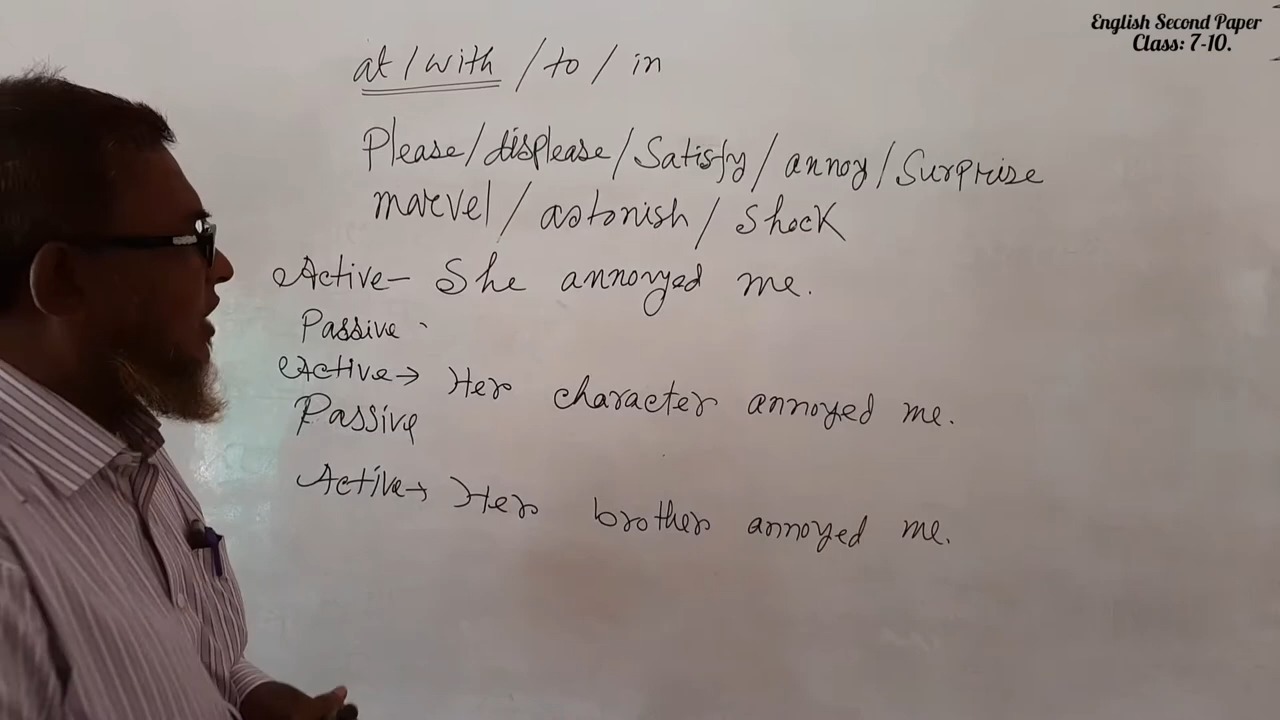 English Second Paper
Class: 7-10.
at / with / to / in
Please/displease/Satisfy/annoy/Surprise
marvel / astonish / Shock
Active- She annoyed me.
Passive -
Active→ Her character annoyed me.
Passive
Active→ Her brother annoyed me.